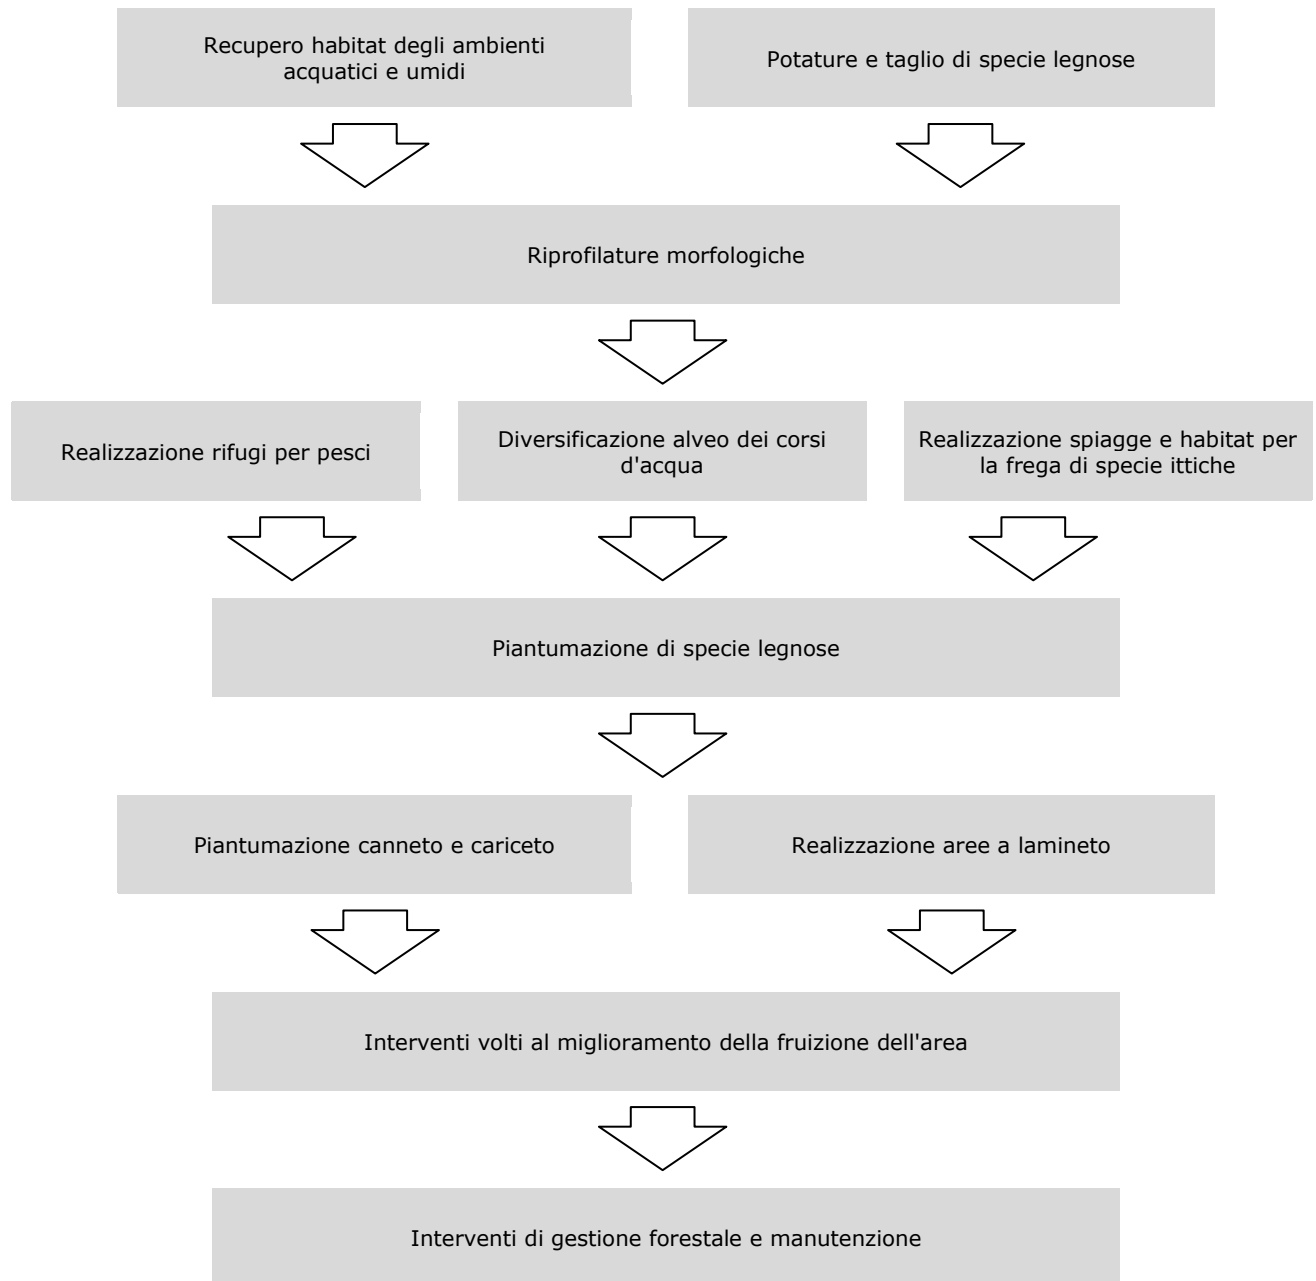 Recupero habitat degli ambienti
acquatici e umidi
Potature e taglio di specie legnose
Riprofilature morfologiche
Realizzazione rifugi per pesci
Diversificazione alveo dei corsi
d'acqua
Realizzazione spiagge e habitat per
la frega di specie ittiche
Piantumazione di specie legnose
Piantumazione canneto e cariceto
Realizzazione aree a lamineto
Interventi volti al miglioramento della fruizione dell'area
Interventi di gestione forestale e manutenzione